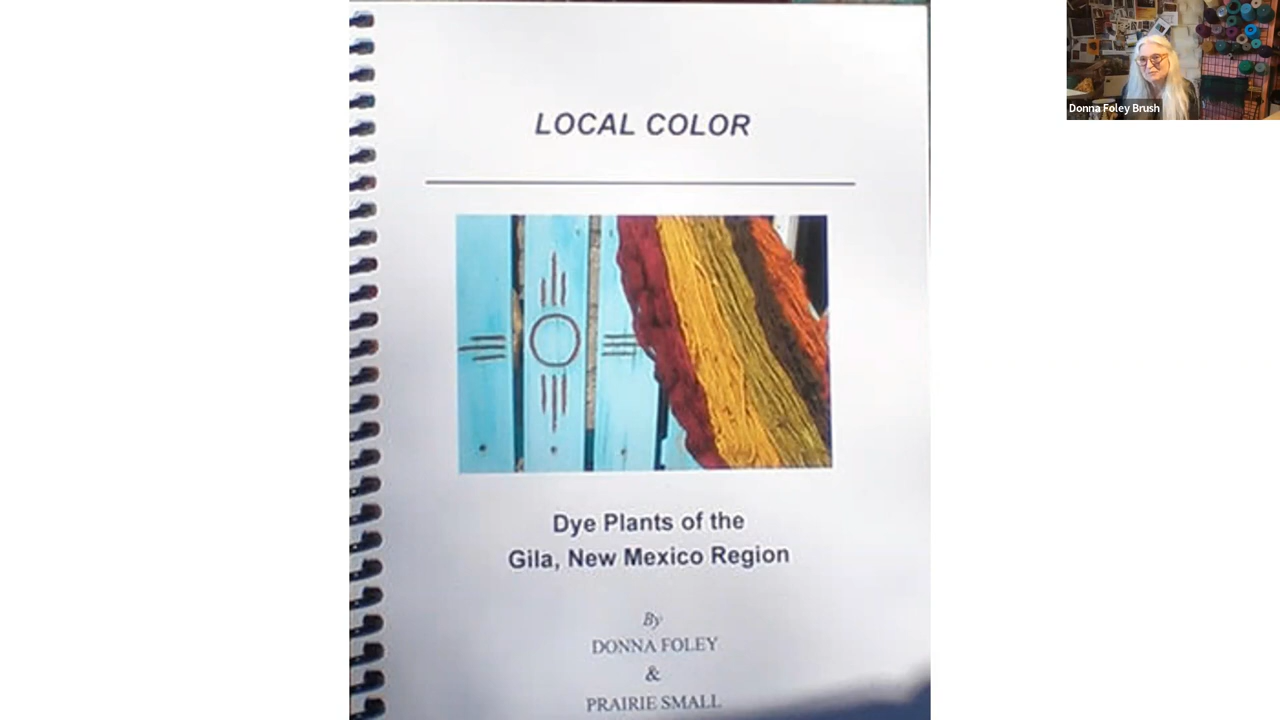 LOCAL COLOR
Dye Plants of the
Gila, New Mexico Region
By
DONNA FOLEY
&
PRAIRIE SMALL
Donna Foley Brush